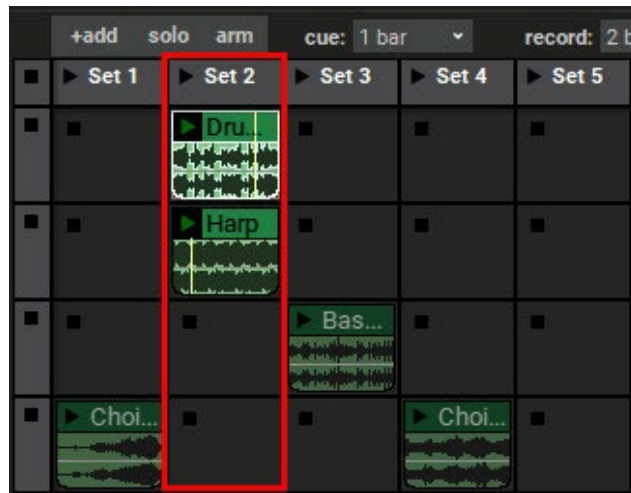 +add solo arm cue: 1 bar record: 2 b
Set 1 Set 2 Set 3 Set 4 Set 5
Dru...
Harp
Bas...
Choi... Choi...